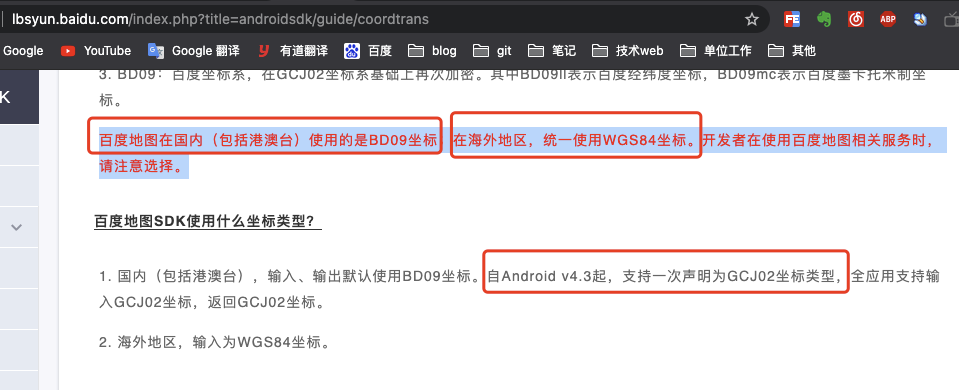 lbsyun.baidu.com/index.php?title=androidsdk/guide/coordtrans
Google YouTube Google 翻译 有道翻译 百度 blog git 笔记 技术web 单位工作 其他
3. BD09：百度坐标系，在GCJ02坐标系基础上再次加密。其中BD09ll表示百度经纬度坐标，BD09mc表示百度墨卡托米制坐
标。
K
百度地图在国内（包括港澳台）使用的是BD09坐标，在海外地区，统一使用WGS84坐标。开发者在使用百度地图相关服务时，
请注意选择。
百度地图SDK使用什么坐标类型？
1. 国内（包括港澳台），输入、输出默认使用BD09坐标。自Android v4.3起，支持一次声明为GCJ02坐标类型，全应用支持输
入GCJ02坐标，返回GCJ02坐标。
2. 海外地区，输入为WGS84坐标。